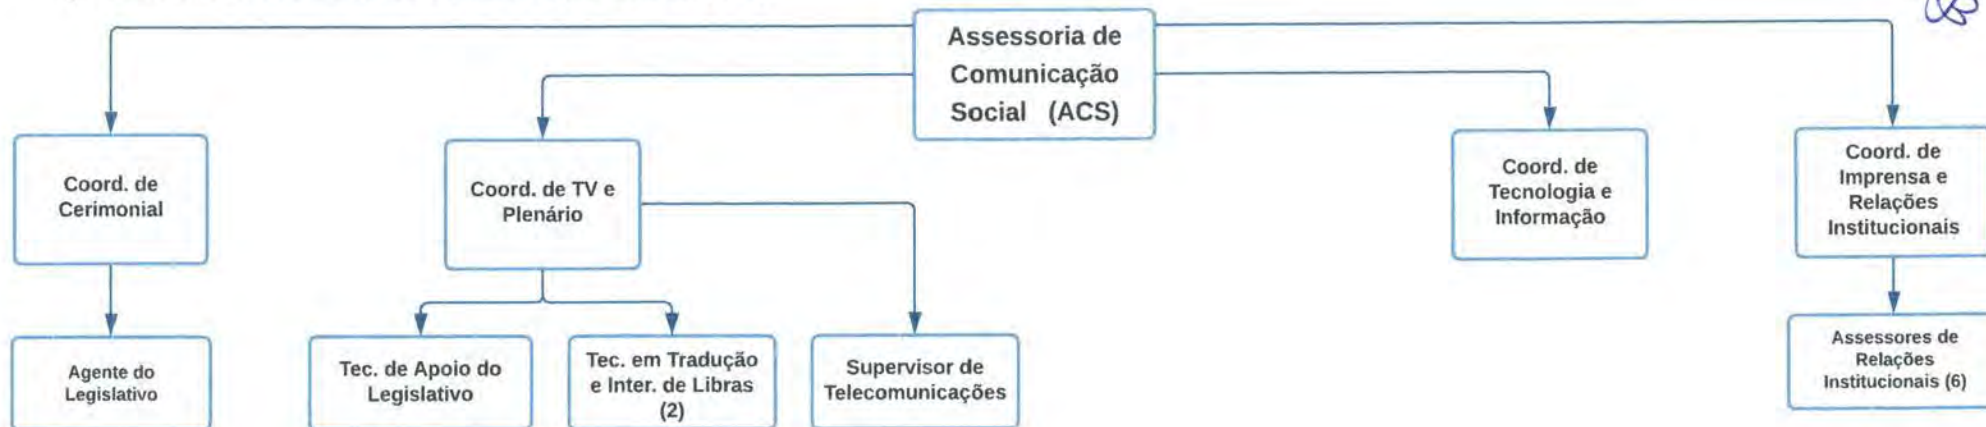 Assessoria de
Comunicação
Social (ACS)
Coord. de
Cerimonial
Coord. de TV e
Plenário
Coord. de
Tecnologia e
Informação
Coord. de
Imprensa e
Relações
Institucionais
Agente do
Legislativo
Tec. de Apoio do
Legislativo
Tec. em Tradução
e Inter. de Libras
(2)
Supervisor de
Telecomunicações
Assessores de
Relações
Institucionais (6)